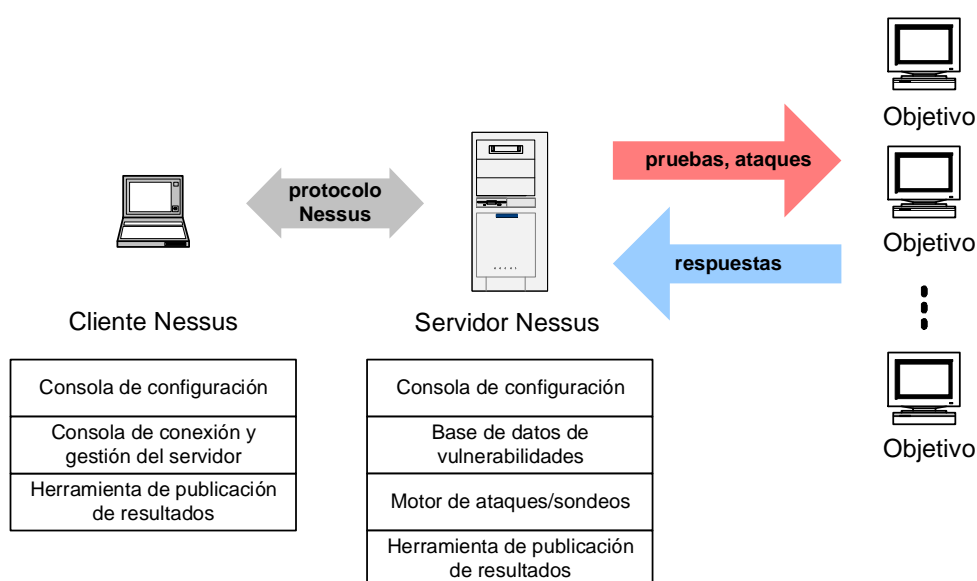 Objetivo
pruebas, ataques
protocolo
Nessus
Objetivo
respuestas
Cliente Nessus
Servidor Nessus
Consola de configuración
Consola de conexión y
gestión del servidor
Herramienta de publicación
de resultados
Consola de configuración
Base de datos de
vulnerabilidades
Motor de ataques/sondeos
Herramienta de publicación
de resultados
Objetivo